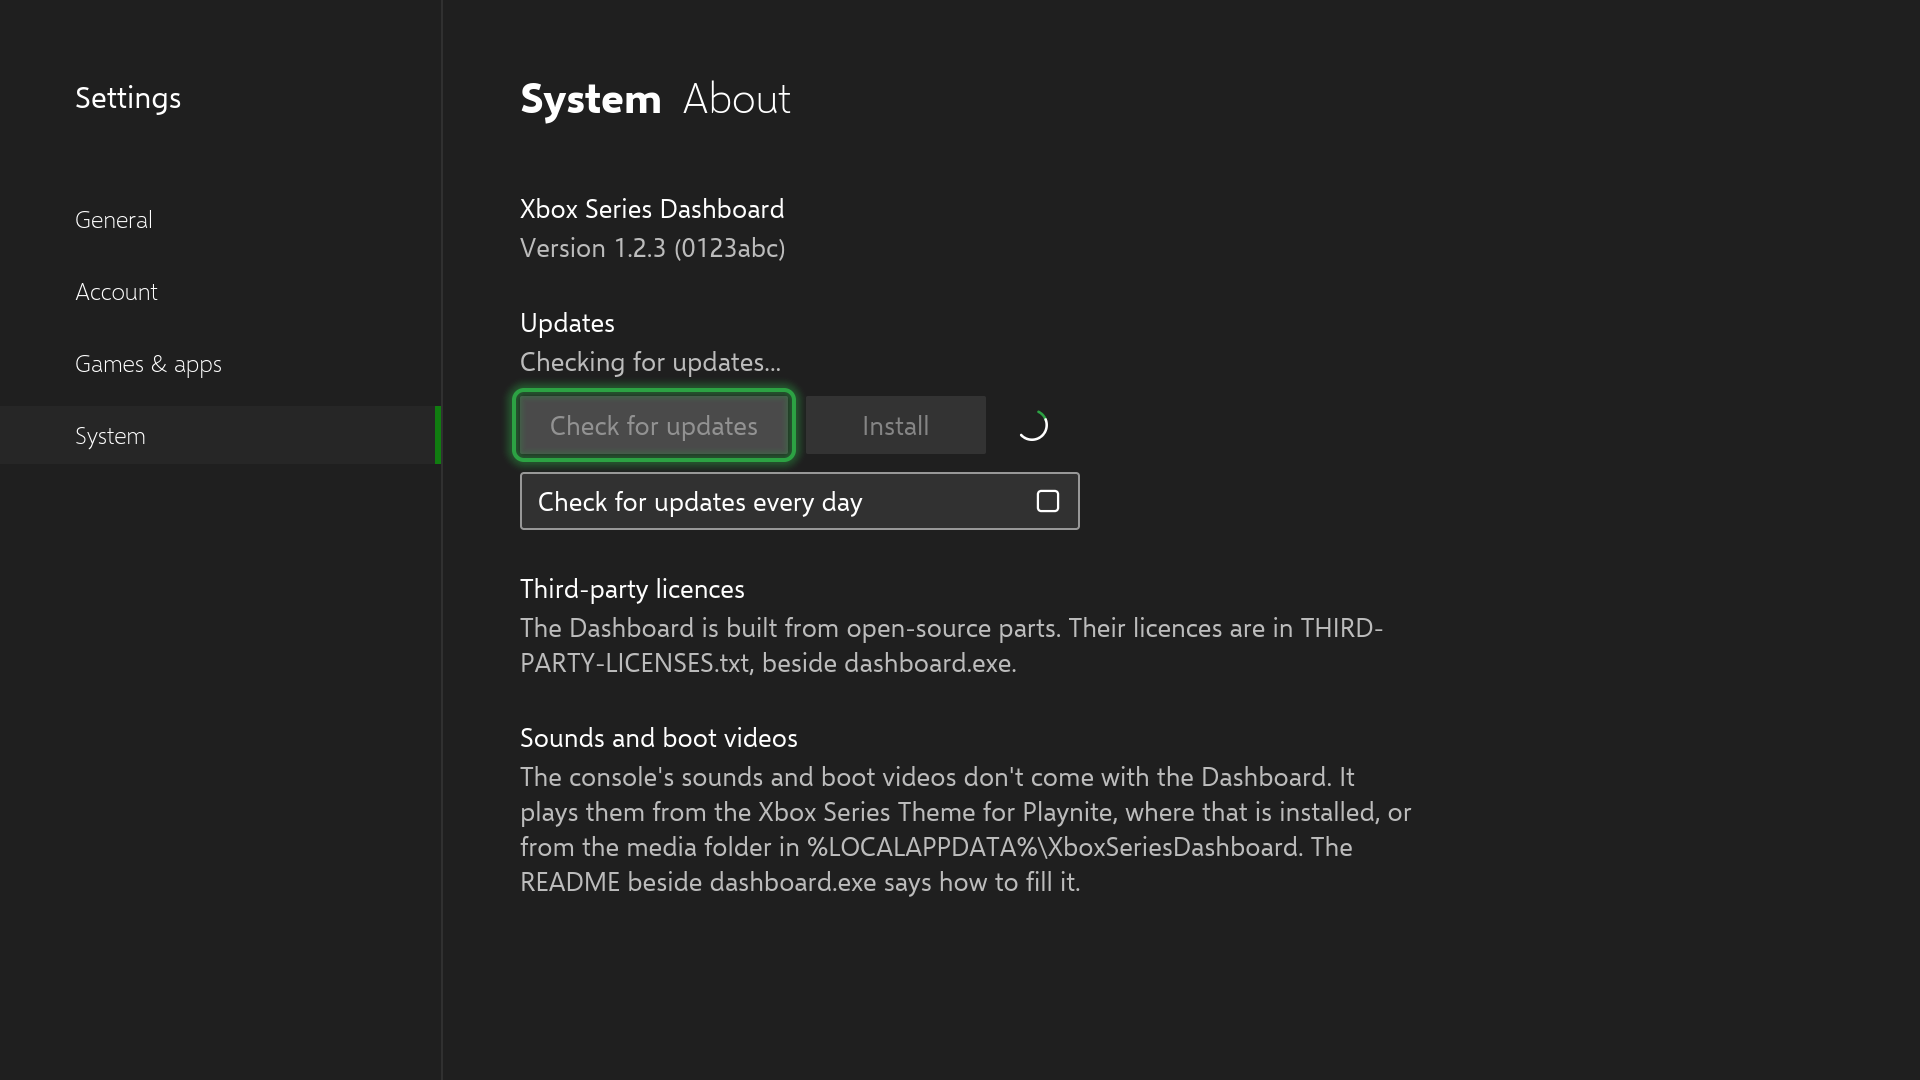 Settings
General
Account
Games & apps
System
System About
Xbox Series Dashboard
Version 1.2.3 (0123abc)
Updates
Checking for updates...
Check for updates
Install
Check for updates every day
Third-party licences
The Dashboard is built from open-source parts. Their licences are in THIRD-
PARTY-LICENSES.txt, beside dashboard.exe.
Sounds and boot videos
The console's sounds and boot videos don't come with the Dashboard. It
plays them from the Xbox Series Theme for Playnite, where that is installed, or
from the media folder in %LOCALAPPDATA%\XboxSeriesDashboard. The
README beside dashboard.exe says how to fill it.